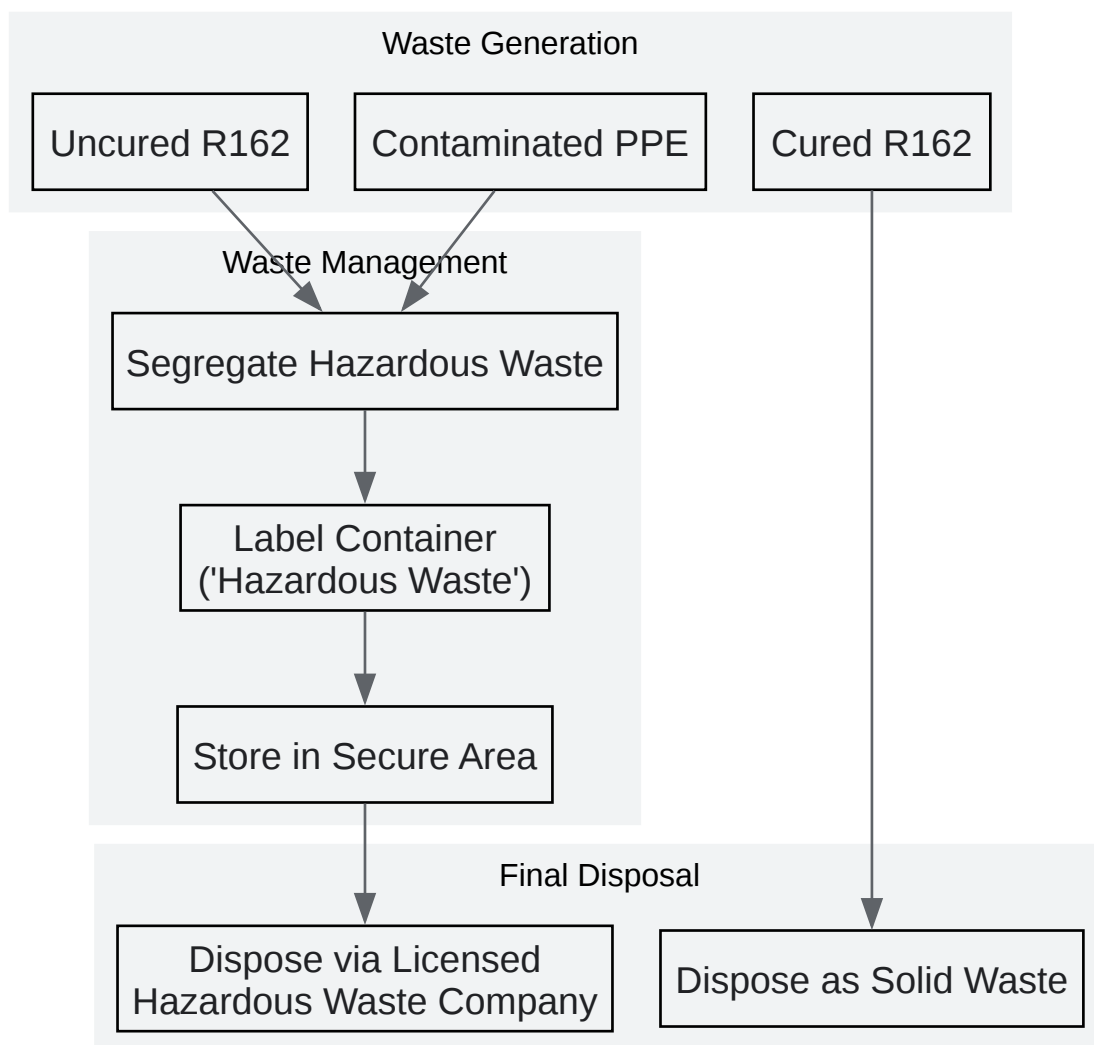 Waste Generation
Uncured R162
Contaminated PPE
Cured R162
Waste Management
Segregate Hazardous Waste
Label Container
('Hazardous Waste')
Store in Secure Area
Final Disposal
Dispose via Licensed
Hazardous Waste Company
Dispose as Solid Waste